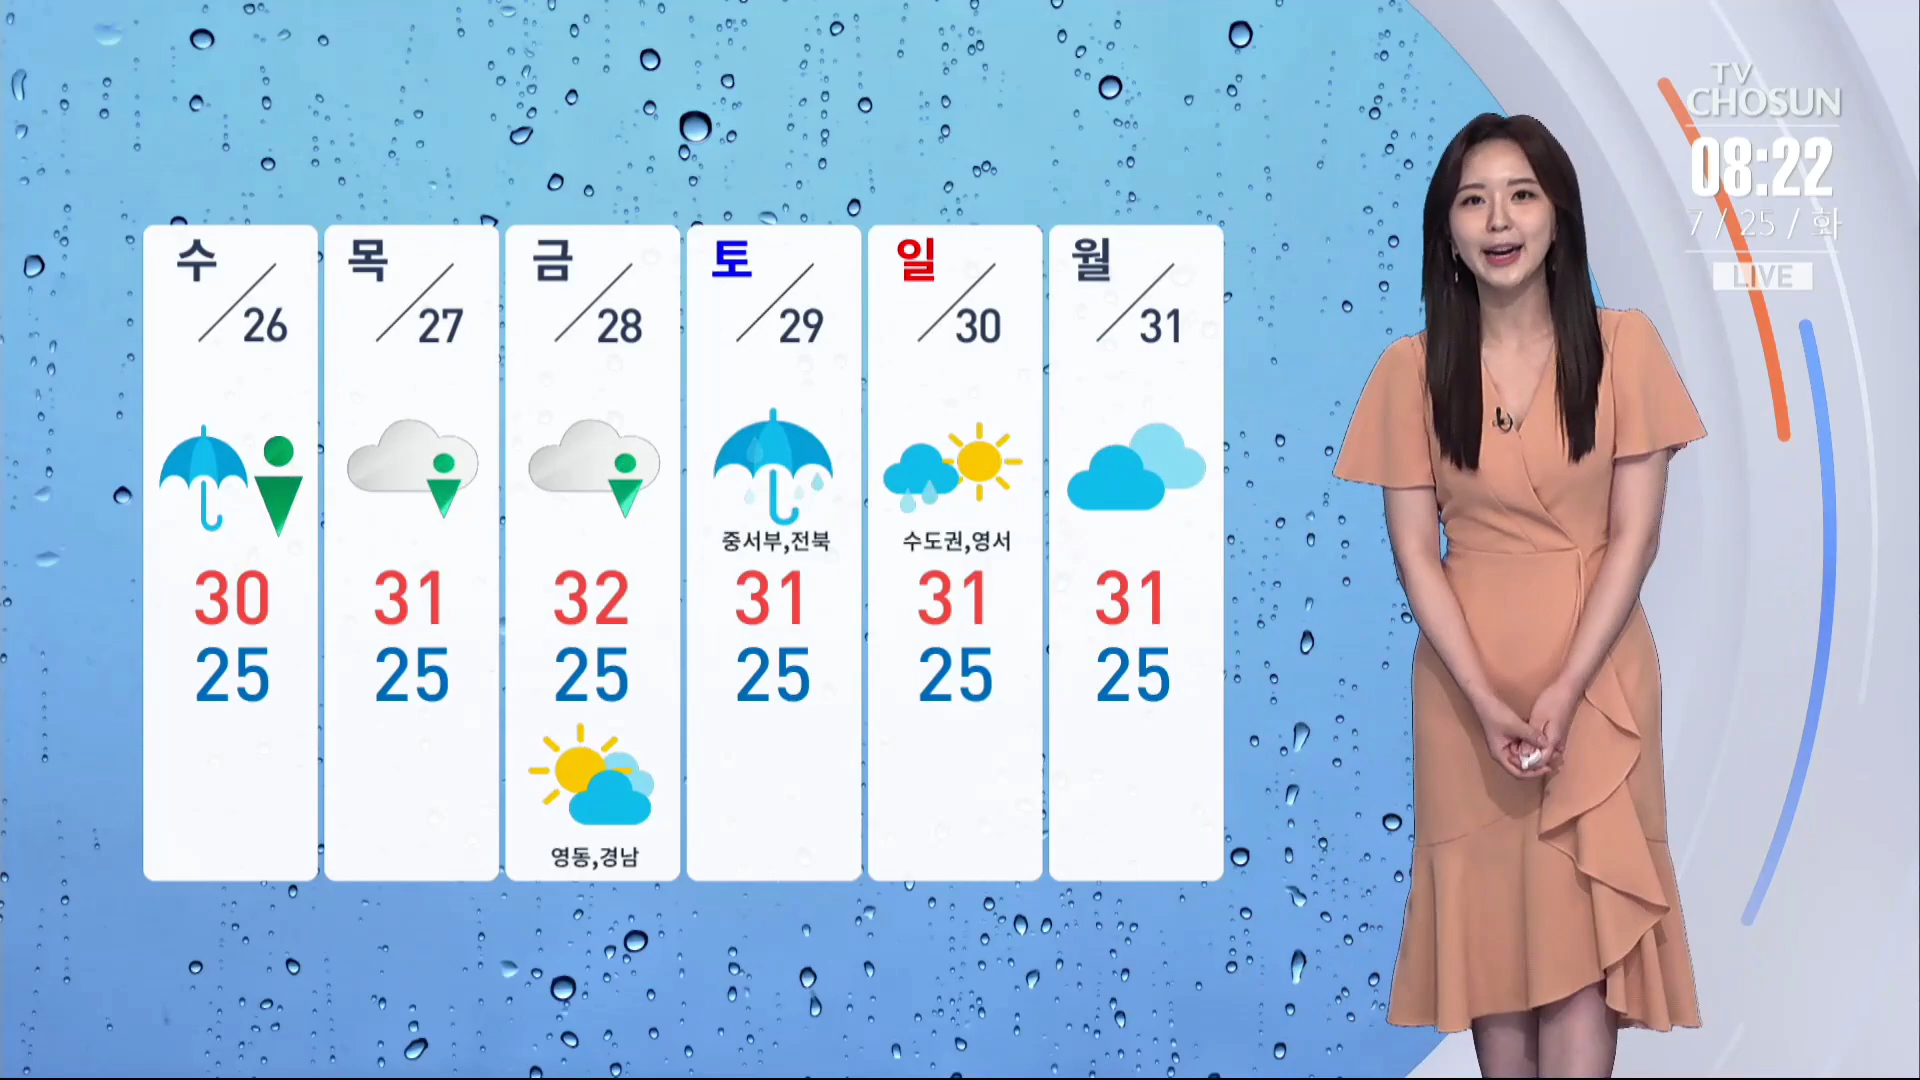 TV
CHOSUN
08:22
7 / 25 / 화
LIVE
수 목 금 토 일 월
26 27 28 29 30 31
중서부,전북 수도권,영서
30 31 32 31 31 31
25 25 25 25 25 25
영동,경남